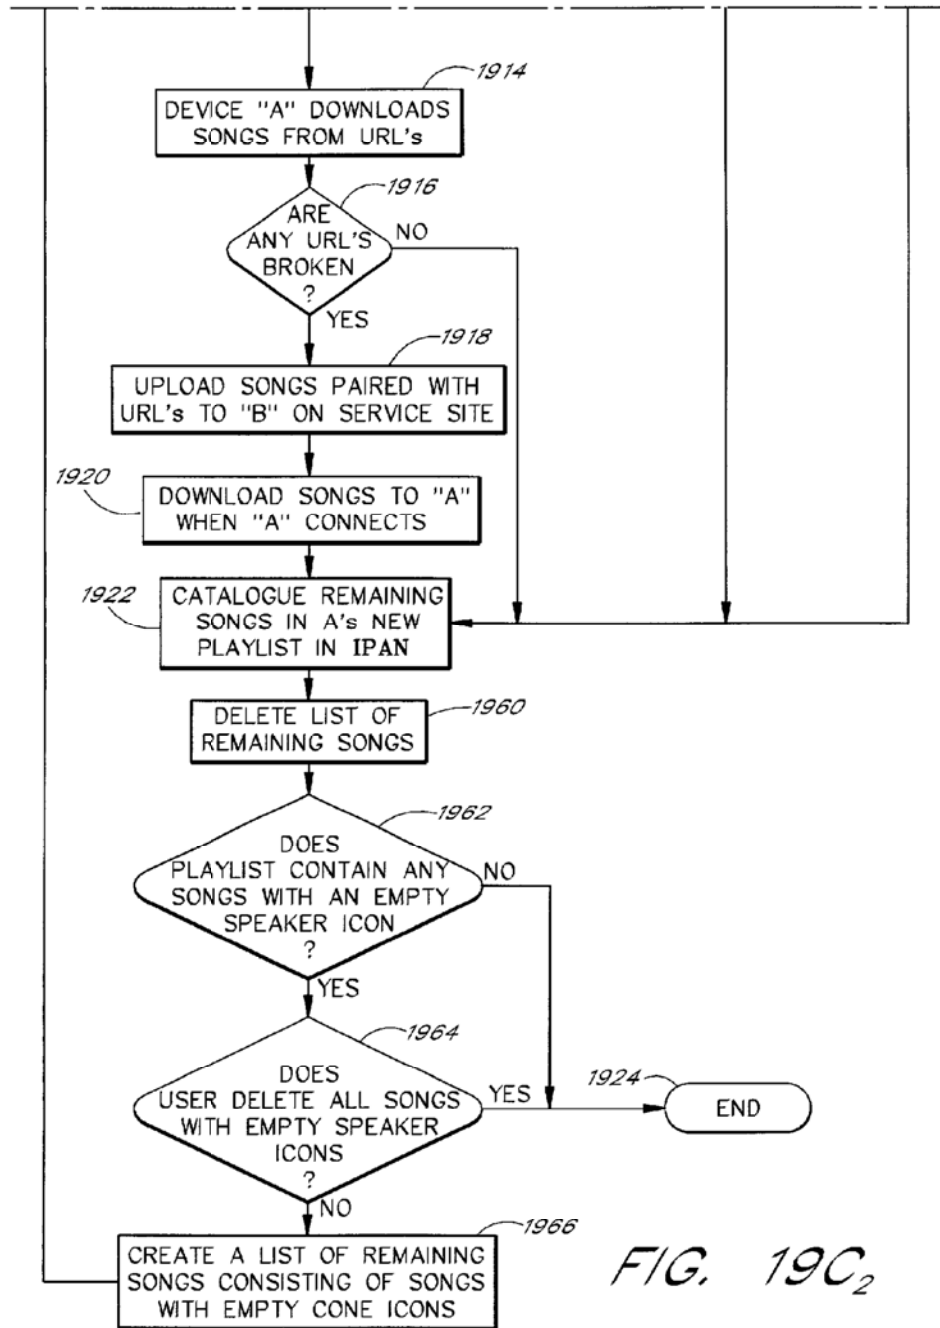 1914
DEVICE "A" DOWNLOADS
SONGS FROM URL's
1916
ARE
ANY URL'S
BROKEN
?
NO
YES
1918
UPLOAD SONGS PAIRED WITH
URL's TO "B" ON SERVICE SITE
1920
DOWNLOAD SONGS TO "A"
WHEN "A" CONNECTS
1922
CATALOGUE REMAINING
SONGS IN A's NEW
PLAYLIST IN IPAN
1960
DELETE LIST OF
REMAINING SONGS
1962
DOES
PLAYLIST CONTAIN ANY
SONGS WITH AN EMPTY
SPEAKER ICON
?
NO
YES
1964
DOES
USER DELETE ALL SONGS
WITH EMPTY SPEAKER
ICONS
?
YES
1924
END
NO
1966
CREATE A LIST OF REMAINING
SONGS CONSISTING OF SONGS
WITH EMPTY CONE ICONS
FIG. 19C2